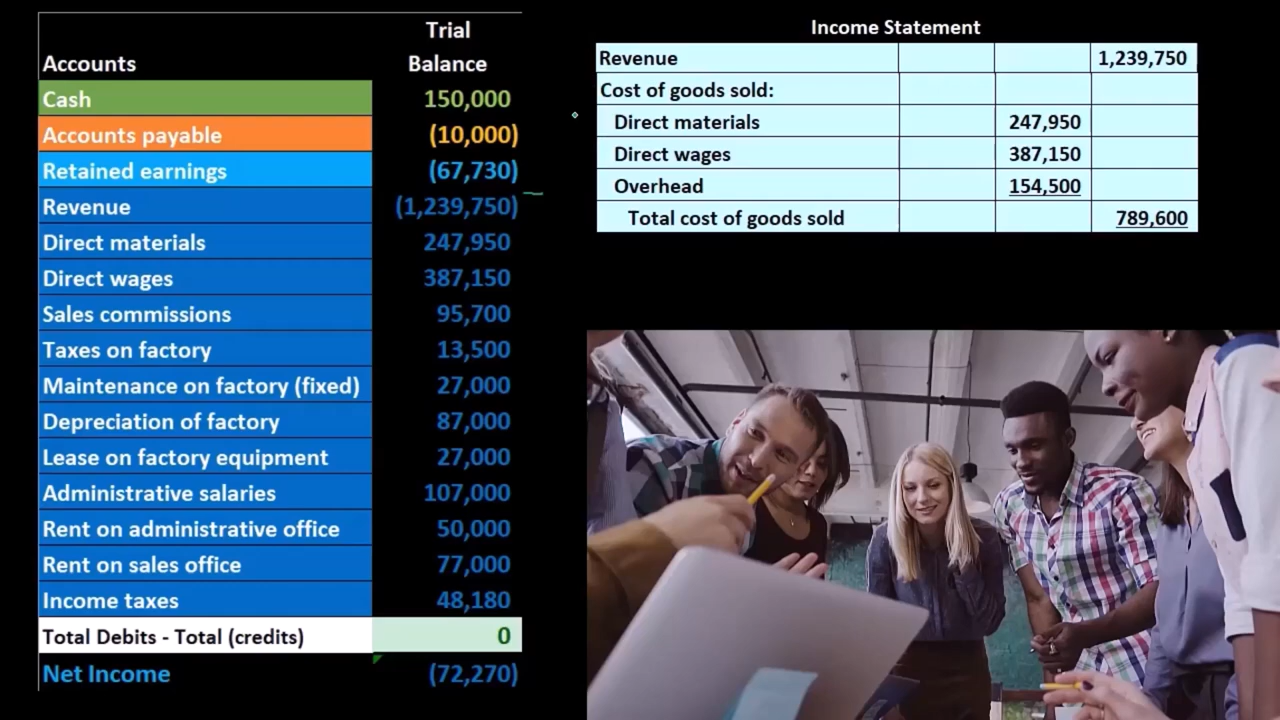 Accounts Trial Balance
Cash 150,000
Accounts payable (10,000)
Retained earnings (67,730)
Revenue (1,239,750)
Direct materials 247,950
Direct wages 387,150
Sales commissions 95,700
Taxes on factory 13,500
Maintenance on factory (fixed) 27,000
Depreciation of factory 87,000
Lease on factory equipment 27,000
Administrative salaries 107,000
Rent on administrative office 50,000
Rent on sales office 77,000
Income taxes 48,180
Total Debits - Total (credits) 0
Net Income (72,270)
Income Statement
Revenue 1,239,750
Cost of goods sold:
Direct materials 247,950
Direct wages 387,150
Overhead 154,500
Total cost of goods sold 789,600